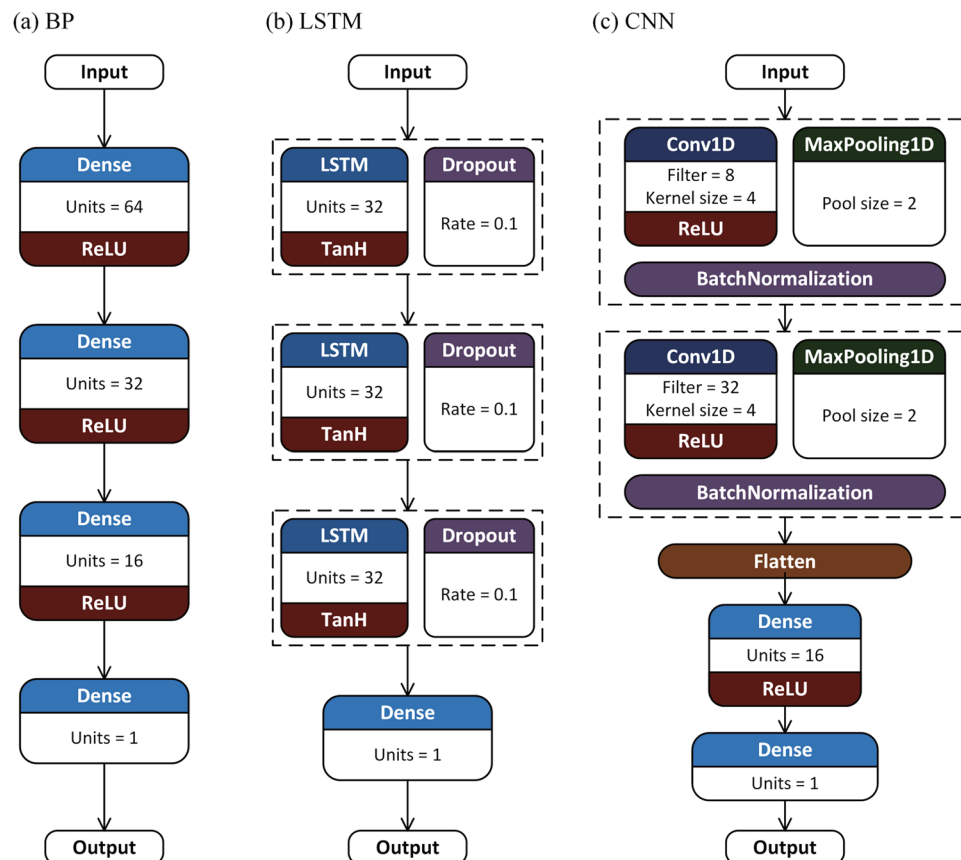 (a) BP
Input
Dense
Units = 64
ReLU
Dense
Units = 32
ReLU
Dense
Units = 16
ReLU
Dense
Units = 1
Output
(b) LSTM
Input
LSTM
Units = 32
TanH
Dropout
Rate = 0.1
LSTM
Units = 32
TanH
Dropout
Rate = 0.1
LSTM
Units = 32
TanH
Dropout
Rate = 0.1
Dense
Units = 1
Output
(c) CNN
Input
Conv1D
Filter = 8
Kernel size = 4
ReLU
MaxPooling1D
Pool size = 2
BatchNormalization
Conv1D
Filter = 32
Kernel size = 4
ReLU
MaxPooling1D
Pool size = 2
BatchNormalization
Flatten
Dense
Units = 16
ReLU
Dense
Units = 1
Output